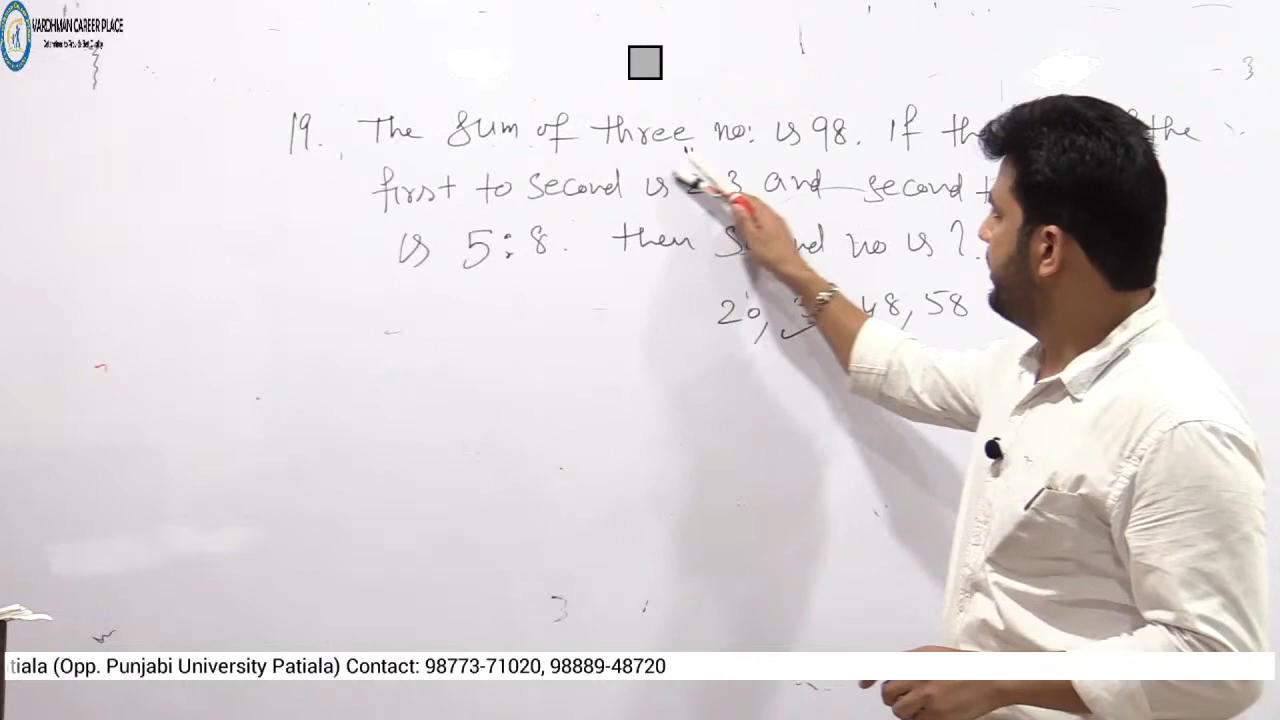 VARDHMAN CAREER PLACE
19. The sum of three no: is 98. If the
first to second is 3 and second
is 5:8. then no is ?
20, 48, 58
tiala (Opp. Punjabi University Patiala) Contact: 98773-71020, 98889-48720